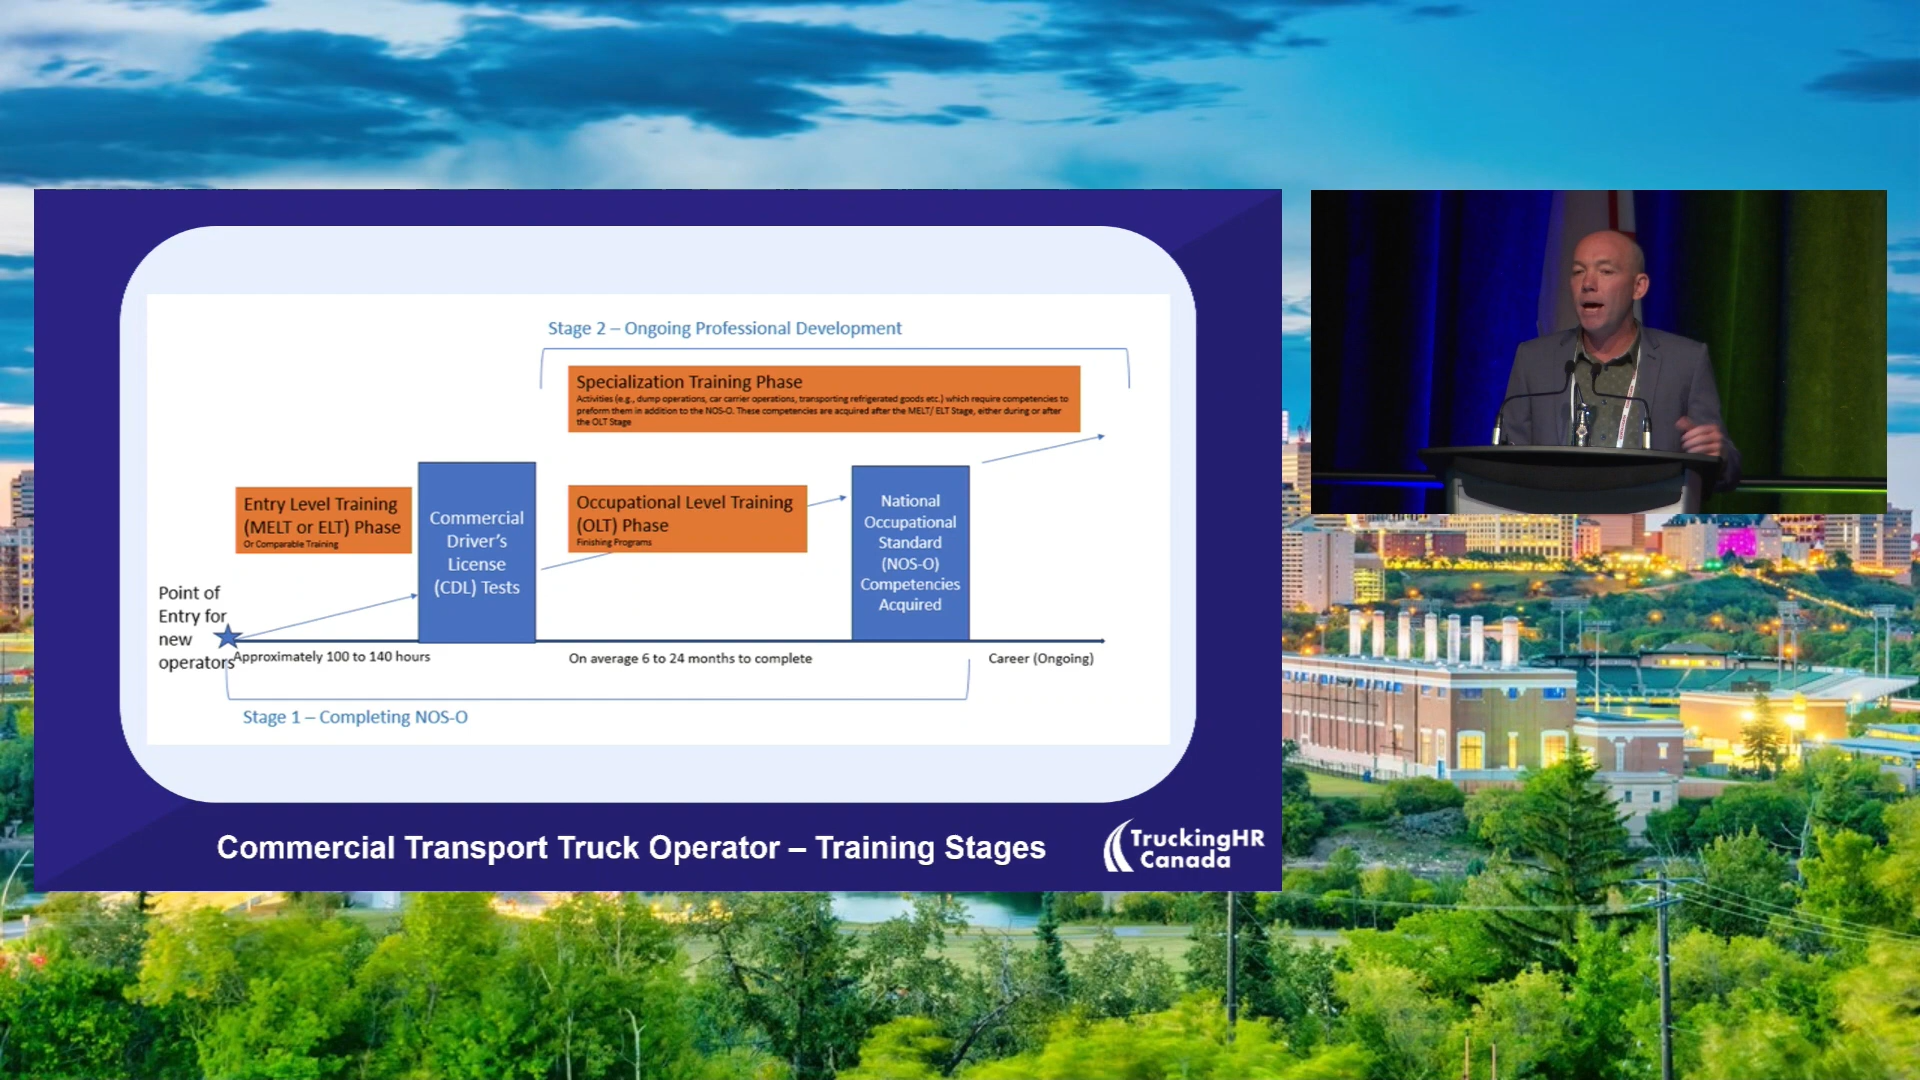 Stage 2 – Ongoing Professional Development
Specialization Training Phase
Activities (e.g., dump operations, car carrier operations, transporting refrigerated goods etc.) which require competencies to
preform them in addition to the NOS-O. These competencies are acquired after the MELT/ ELT Stage, either during or after
the OLT Stage
Entry Level Training
(MELT or ELT) Phase
Or Comparable Training
Commercial
Driver's
License
(CDL) Tests
Occupational Level Training
(OLT) Phase
Finishing Programs
National
Occupational
Standard
(NOS-O)
Competencies
Acquired
Point of
Entry for
new
operators
Approximately 100 to 140 hours
On average 6 to 24 months to complete
Career (Ongoing)
Stage 1 – Completing NOS-O
Commercial Transport Truck Operator – Training Stages
TruckingHR
Canada